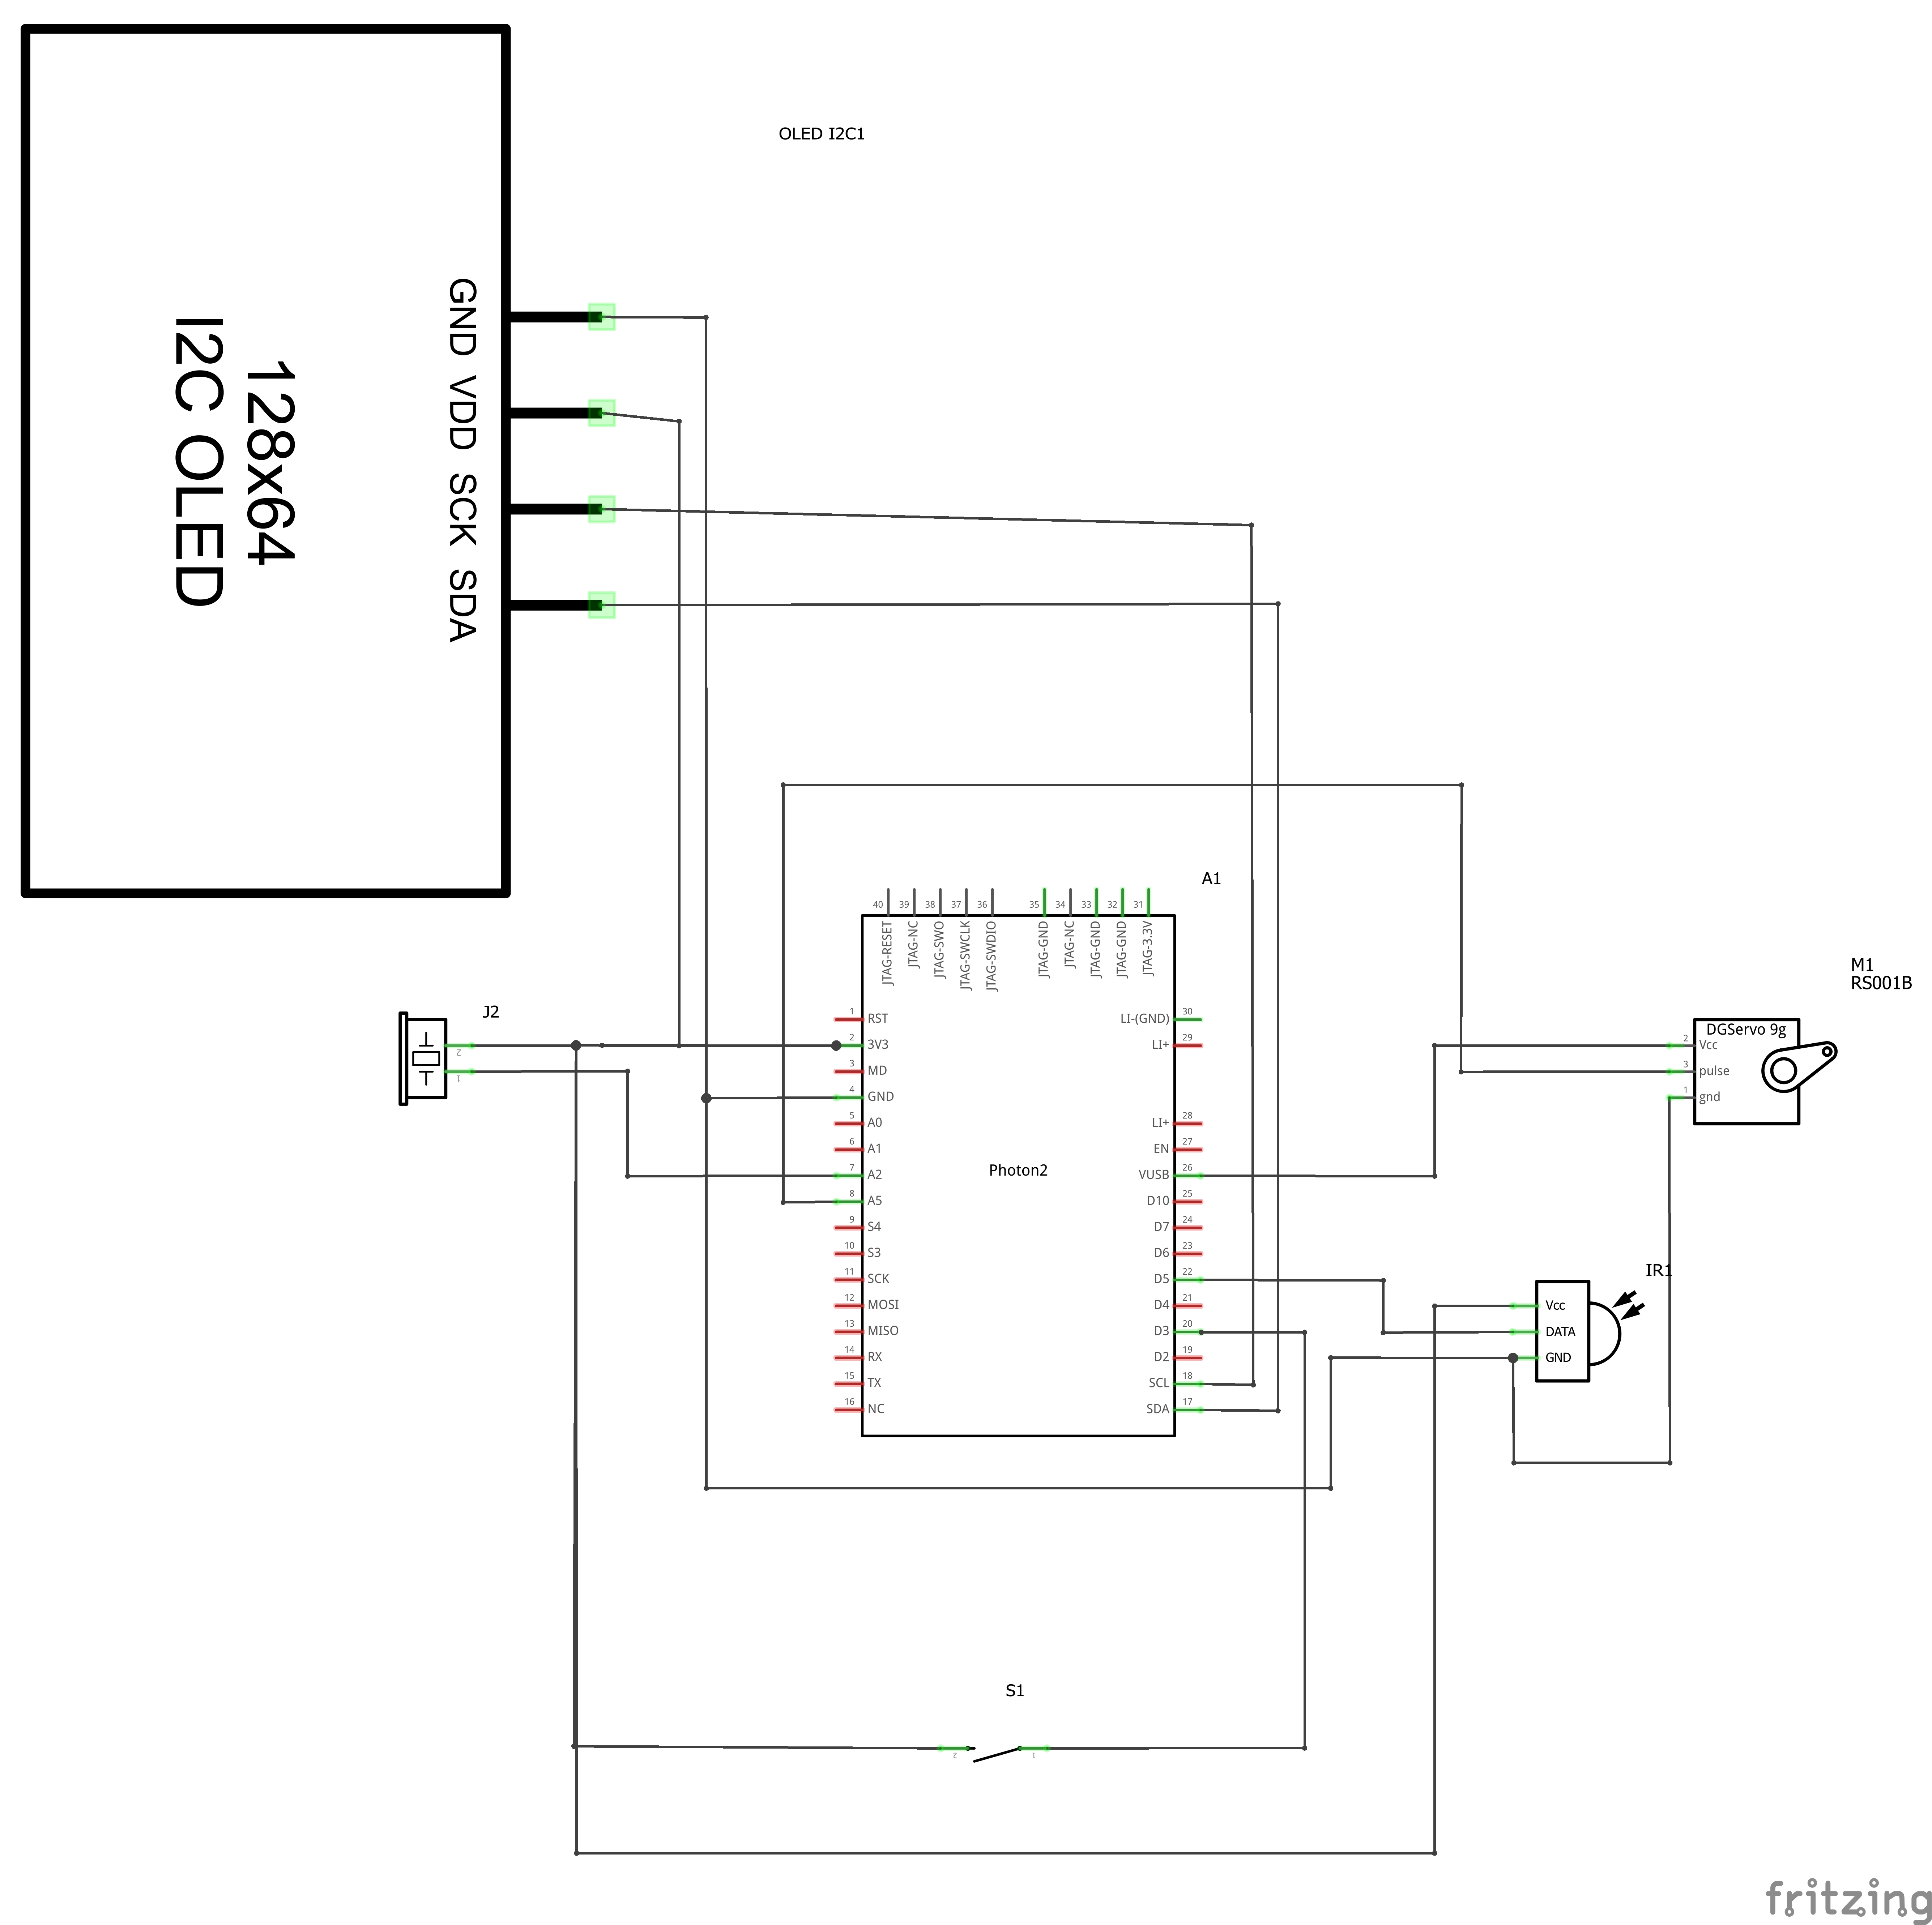 OLED I2C1
128x64
I2C OLED
GND VDD SCK SDA
A1
40 39 38 37 36 35 34 33 32 31
JTAG-RESET
JTAG-NC
JTAG-SWO
JTAG-SWCLK
JTAG-SWDIO
JTAG-GND
JTAG-NC
JTAG-GND
JTAG-GND
JTAG-3.3V
Photon2
1 RST
2 3V3
3 MD
4 GND
5 A0
6 A1
7 A2
8 A5
9 S4
10 S3
11 SCK
12 MOSI
13 MISO
14 RX
15 TX
16 NC
LI-(GND) 30
LI+ 29
LI+ 28
EN 27
VUSB 26
D10 25
D7 24
D6 23
D5 22
D4 21
D3 20
D2 19
SCL 18
SDA 17
J2
2
1
M1
RS001B
DGServo 9g
2 Vcc
3 pulse
1 gnd
IR1
Vcc
DATA
GND
S1
2 1
fritzing